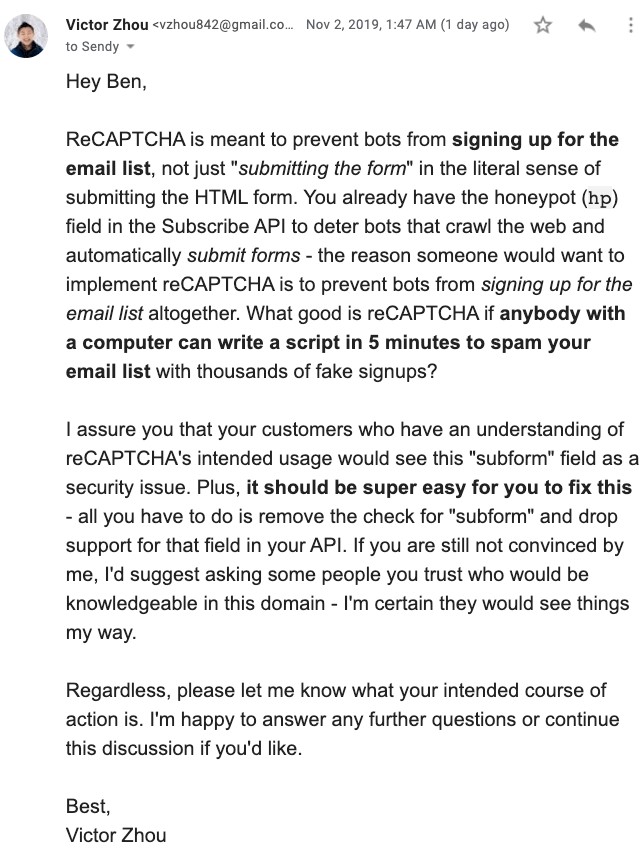 Victor Zhou <vzhou842@gmail.co... Nov 2, 2019, 1:47 AM (1 day ago)
to Sendy
Hey Ben,
ReCAPTCHA is meant to prevent bots from signing up for the
email list, not just "submitting the form" in the literal sense of
submitting the HTML form. You already have the honeypot (hp)
field in the Subscribe API to deter bots that crawl the web and
automatically submit forms - the reason someone would want to
implement reCAPTCHA is to prevent bots from signing up for the
email list altogether. What good is reCAPTCHA if anybody with
a computer can write a script in 5 minutes to spam your
email list with thousands of fake signups?
I assure you that your customers who have an understanding of
reCAPTCHA's intended usage would see this "subform" field as a
security issue. Plus, it should be super easy for you to fix this
- all you have to do is remove the check for "subform" and drop
support for that field in your API. If you are still not convinced by
me, I'd suggest asking some people you trust who would be
knowledgeable in this domain - I'm certain they would see things
my way.
Regardless, please let me know what your intended course of
action is. I'm happy to answer any further questions or continue
this discussion if you'd like.
Best,
Victor Zhou